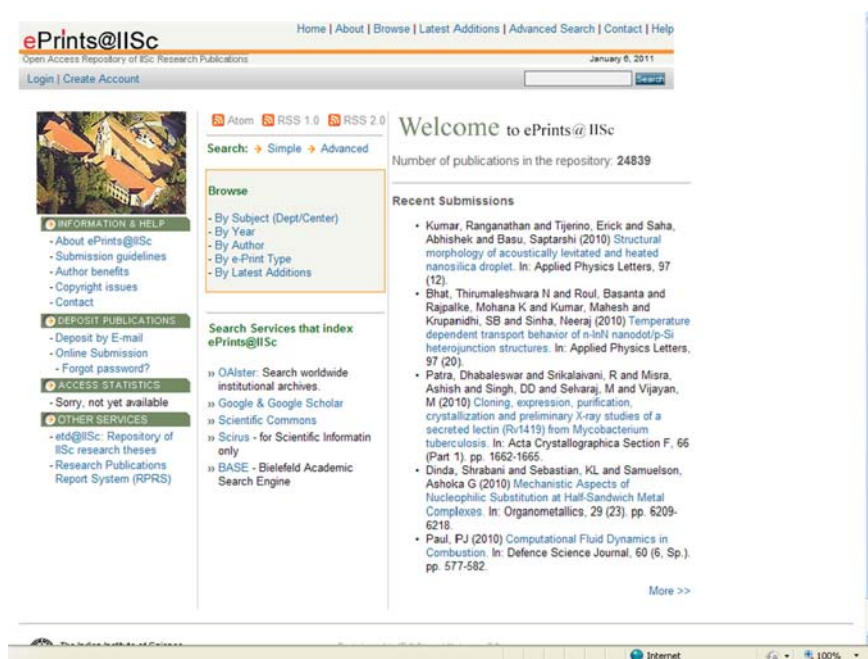 ePrints@IISc
Home | About | Browse | Latest Additions | Advanced Search | Contact | Help
Open Access Repository of IISc Research Publications
January 6, 2011
Login | Create Account
Search
INFORMATION & HELP
- About ePrints@IISc
- Submission guidelines
- Author benefits
- Copyright issues
- Contact
DEPOSIT PUBLICATIONS
- Deposit by E-mail
- Online Submission
- Forgot password?
ACCESS STATISTICS
- Sorry, not yet available
OTHER SERVICES
- etd@IISc: Repository of
IISc research theses
- Research Publications
Report System (RPRS)
Atom RSS 1.0 RSS 2.0
Search: Simple Advanced
Browse
- By Subject (Dept/Center)
- By Year
- By Author
- By e-Print Type
- By Latest Additions
Search Services that index
ePrints@IISc
» OAIster: Search worldwide
institutional archives.
» Google & Google Scholar
» Scientific Commons
» Scirus - for Scientific Informatin
only
» BASE - Bielefeld Academic
Search Engine
Welcome to ePrints@IISc
Number of publications in the repository: 24839
Recent Submissions
• Kumar, Ranganathan and Tijerino, Erick and Saha,
Abhishek and Basu, Saptarshi (2010) Structural
morphology of acoustically levitated and heated
nanosilica droplet. In: Applied Physics Letters, 97
(12).
• Bhat, Thirumaleshwara N and Roul, Basanta and
Rajpalke, Mohana K and Kumar, Mahesh and
Krupanidhi, SB and Sinha, Neeraj (2010) Temperature
dependent transport behavior of n-InN nanodot/p-Si
heterojunction structures. In: Applied Physics Letters,
97 (20).
• Patra, Dhabaleswar and Srikalaivani, R and Misra,
Ashish and Singh, DD and Selvaraj, M and Vijayan,
M (2010) Cloning, expression, purification,
crystallization and preliminary X-ray studies of a
secreted lectin (Rv1419) from Mycobacterium
tuberculosis. In: Acta Crystallographica Section F, 66
(Part 1). pp. 1662-1665.
• Dinda, Shrabani and Sebastian, KL and Samuelson,
Ashoka G (2010) Mechanistic Aspects of
Nucleophilic Substitution at Half-Sandwich Metal
Complexes. In: Organometallics, 29 (23). pp. 6209-
6218.
• Paul, PJ (2010) Computational Fluid Dynamics in
Combustion. In: Defence Science Journal, 60 (6, Sp.).
pp. 577-582.
More >>
The Indian Institute of Science
Internet
100%